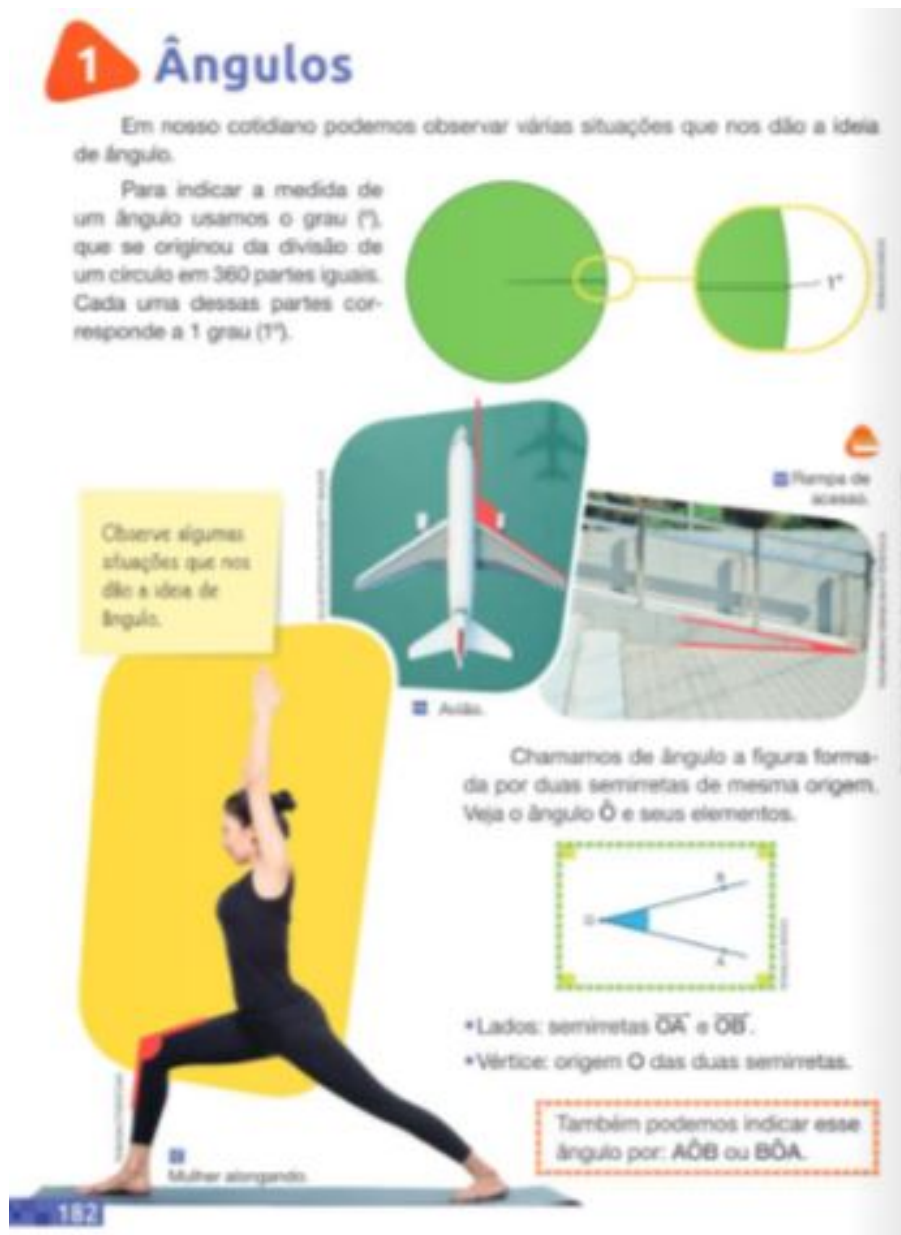 1 Ângulos
Em nosso cotidiano podemos observar várias situações que nos dão a ideia
de ângulo.
Para indicar a medida de
um ângulo usamos o grau (°),
que se originou da divisão de
um círculo em 360 partes iguais.
Cada uma dessas partes cor-
responde a 1 grau (1°).
1°
Observe algumas
situações que nos
dão a ideia de
ângulo.
Rampa de
acesso.
Avião.
Chamamos de ângulo a figura forma-
da por duas semirretas de mesma origem.
Veja o ângulo Ô e seus elementos.
B
O
A
• Lados: semirretas OA e OB.
• Vértice: origem O das duas semirretas.
Também podemos indicar esse
ângulo por: AÔB ou BÔA.
Mulher alongando.
182